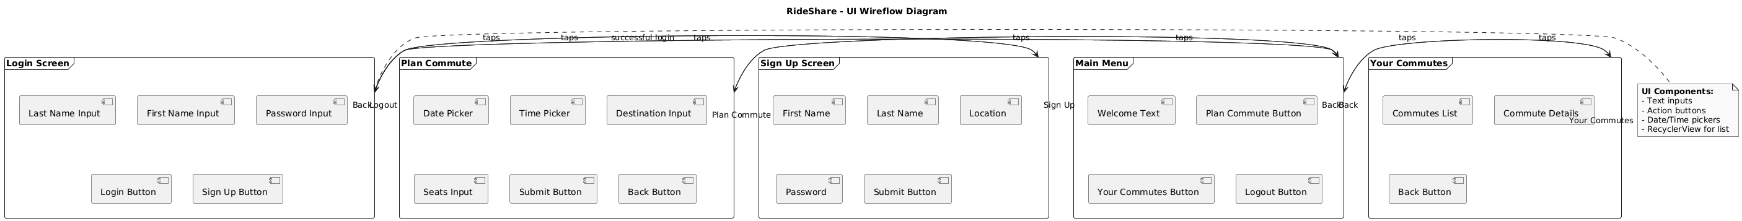 RideShare - UI Wireflow Diagram
taps
taps
successful login
taps
taps
taps
taps
taps
Login Screen
Last Name Input
First Name Input
Password Input
Login Button
Sign Up Button
Back
Logout
Plan Commute
Date Picker
Time Picker
Destination Input
Seats Input
Submit Button
Back Button
Plan Commute
Sign Up Screen
First Name
Last Name
Location
Password
Submit Button
Sign Up
Main Menu
Welcome Text
Plan Commute Button
Your Commutes Button
Logout Button
Back
Back
Your Commutes
Commutes List
Commute Details
Back Button
Your Commutes
UI Components:
- Text inputs
- Action buttons
- Date/Time pickers
- RecyclerView for list